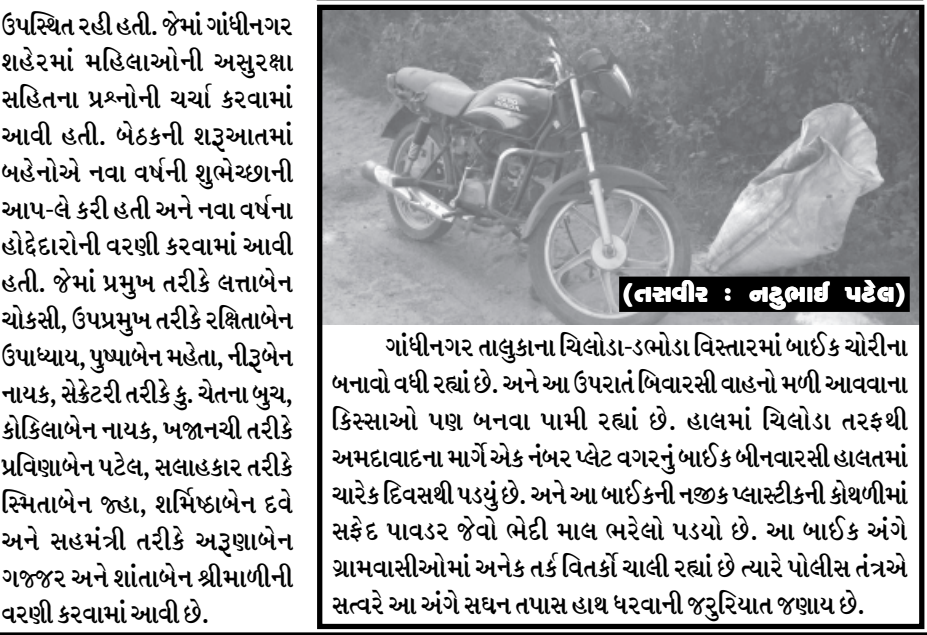 ઉપસ્થિત રહી હતી. જેમાં ગાંધીનગર
શહેરમાં મહિલાઓની અસુરક્ષા
સહિતના પ્રશ્નોની ચર્ચા કરવામાં
આવી હતી. બેઠકની શરૂઆતમાં
બહેનોએ નવા વર્ષની શુભેચ્છાની
આપ-લે કરી હતી અને નવા વર્ષના
હોદ્દેદારોની વરણી કરવામાં આવી
હતી. જેમાં પ્રમુખ તરીકે લત્તાબેન
ચોકસી, ઉપપ્રમુખ તરીકે રક્ષિતાબેન
ઉપાધ્યાય, પુષ્પાબેન મહેતા, નીરૂબેન
નાયક, સેક્રેટરી તરીકે કુ. ચેતના બુચ,
કોકિલાબેન નાયક, ખજાનચી તરીકે
પ્રવિણાબેન પટેલ, સલાહકાર તરીકે
સ્મિતાબેન જહા, શર્મિષ્ઠાબેન દવે
અને સહમંત્રી તરીકે અરૂણાબેન
ગજ્જર અને શાંતાબેન શ્રીમાળીની
વરણી કરવામાં આવી છે.
(તસવીર : નટુભાઈ પટેલ)
ગાંધીનગર તાલુકાના ચિલોડા-ડભોડા વિસ્તારમાં બાઈક ચોરીના
બનાવો વધી રહ્યાં છે. અને આ ઉપરાતં બિવારસી વાહનો મળી આવવાના
કિસ્સાઓ પણ બનવા પામી રહ્યાં છે. હાલમાં ચિલોડા તરફથી
અમદાવાદના માર્ગે એક નંબર પ્લેટ વગરનું બાઈક બીનવારસી હાલતમાં
ચારેક દિવસથી પડયું છે. અને આ બાઈકની નજીક પ્લાસ્ટીકની કોથળીમાં
સફેદ પાવડર જેવો ભેદી માલ ભરેલો પડયો છે. આ બાઈક અંગે
ગ્રામવાસીઓમાં અનેક તર્ક વિતર્કો ચાલી રહ્યાં છે ત્યારે પોલીસ તંત્રએ
સત્વરે આ અંગે સઘન તપાસ હાથ ધરવાની જરુરિયાત જણાય છે.